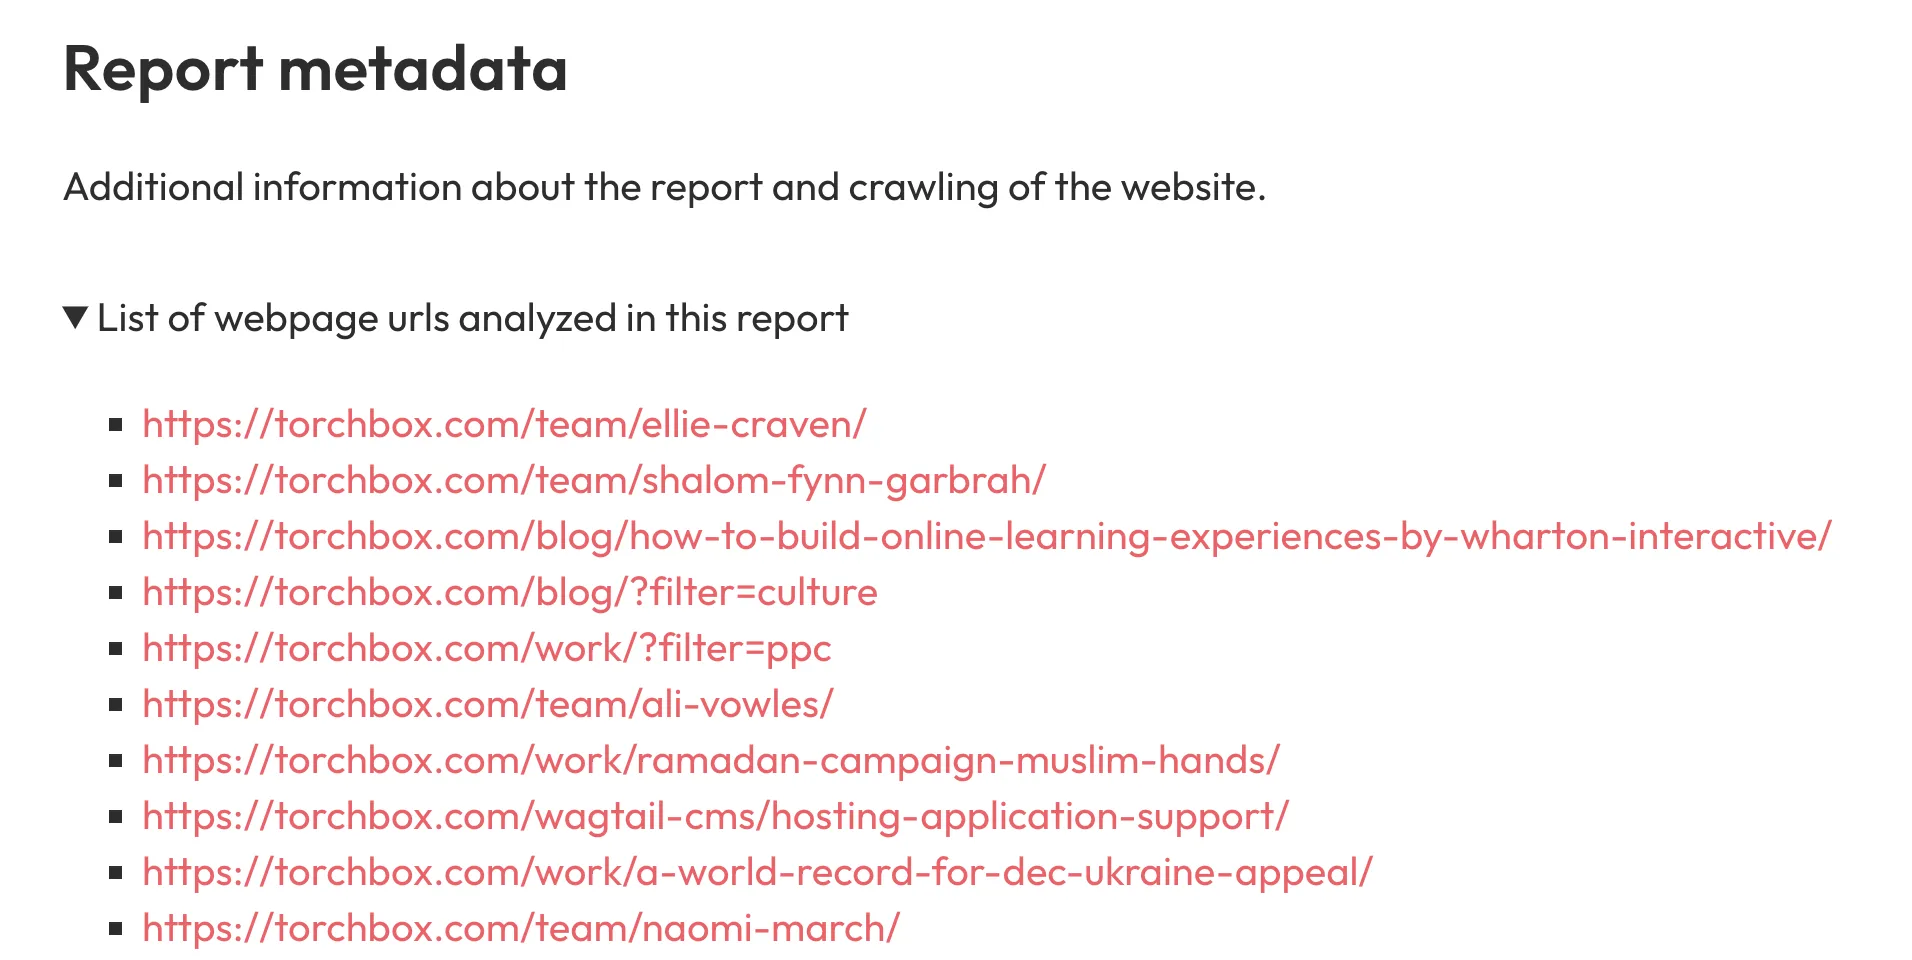 Report metadata
Additional information about the report and crawling of the website.
▼ List of webpage urls analyzed in this report
▪ https://torchbox.com/team/ellie-craven/
▪ https://torchbox.com/team/shalom-fynn-garbrah/
▪ https://torchbox.com/blog/how-to-build-online-learning-experiences-by-wharton-interactive/
▪ https://torchbox.com/blog/?filter=culture
▪ https://torchbox.com/work/?filter=ppc
▪ https://torchbox.com/team/ali-vowles/
▪ https://torchbox.com/work/ramadan-campaign-muslim-hands/
▪ https://torchbox.com/wagtail-cms/hosting-application-support/
▪ https://torchbox.com/work/a-world-record-for-dec-ukraine-appeal/
▪ https://torchbox.com/team/naomi-march/